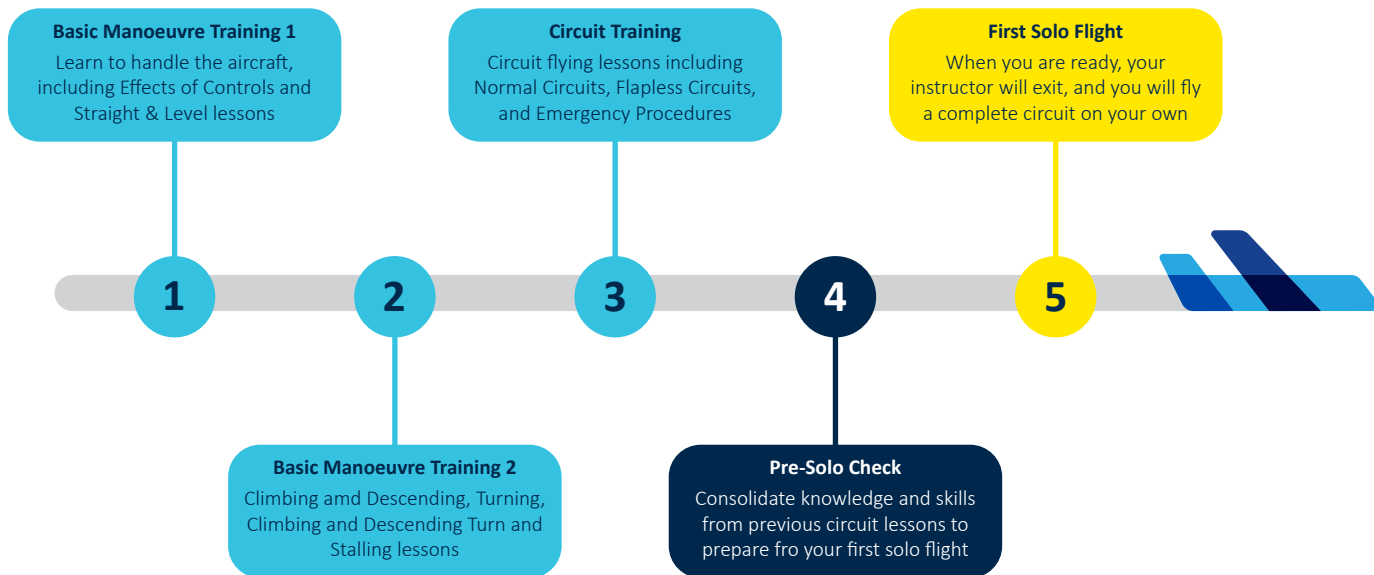 Basic Manoeuvre Training 1
Learn to handle the aircraft,
including Effects of Controls and
Straight & Level lessons
Circuit Training
Circuit flying lessons including
Normal Circuits, Flapless Circuits,
and Emergency Procedures
First Solo Flight
When you are ready, your
instructor will exit, and you will fly
a complete circuit on your own
1
2
3
4
5
Basic Manoeuvre Training 2
Climbing amd Descending, Turning,
Climbing and Descending Turn and
Stalling lessons
Pre-Solo Check
Consolidate knowledge and skills
from previous circuit lessons to
prepare fro your first solo flight